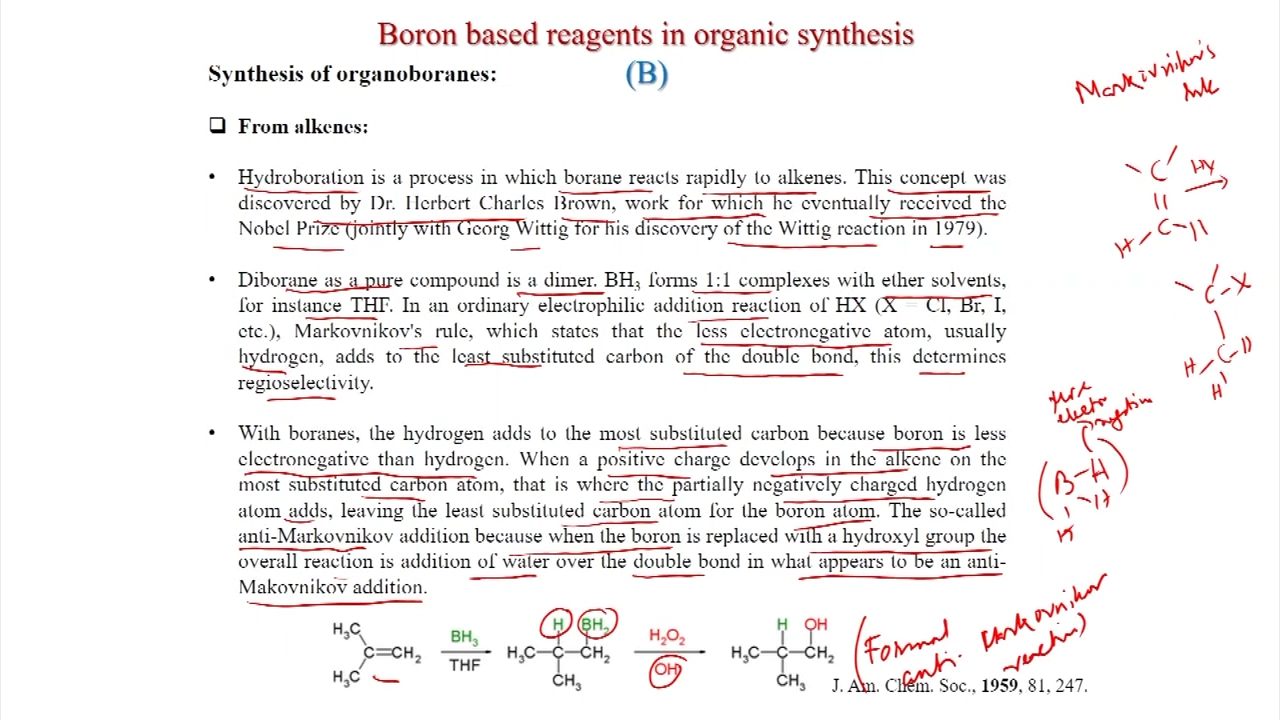 Boron based reagents in organic synthesis
Synthesis of organoboranes:
(B)
Markovnikov's
rule
❑ From alkenes:
• Hydroboration is a process in which borane reacts rapidly to alkenes. This concept was
discovered by Dr. Herbert Charles Brown, work for which he eventually received the
Nobel Prize (jointly with Georg Wittig for his discovery of the Wittig reaction in 1979).
• Diborane as a pure compound is a dimer. BH₃ forms 1:1 complexes with ether solvents,
for instance THF. In an ordinary electrophilic addition reaction of HX (X = Cl, Br, I,
etc.), Markovnikov's rule, which states that the less electronegative atom, usually
hydrogen, adds to the least substituted carbon of the double bond, this determines
regioselectivity.
• With boranes, the hydrogen adds to the most substituted carbon because boron is less
electronegative than hydrogen. When a positive charge develops in the alkene on the
most substituted carbon atom, that is where the partially negatively charged hydrogen
atom adds, leaving the least substituted carbon atom for the boron atom. The so-called
anti-Markovnikov addition because when the boron is replaced with a hydroxyl group the
overall reaction is addition of water over the double bond in what appears to be an anti-
Makovnikov addition.
C HX
H C H
C X
H C H
H
more
electro
negative
B H
H H
H₃C
C=CH₂
H₃C
BH₃
THF
H BH₂
H₃C C CH₂
CH₃
H₂O₂
OH
H OH
H₃C C CH₂
CH₃
(Formal
anti- Markovnikov
reaction)
J. Am. Chem. Soc., 1959, 81, 247.